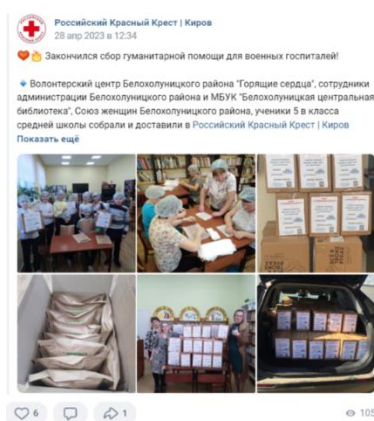 Российский Красный Крест | Киров
28 апр 2023 в 12:34
Закончился сбор гуманитарной помощи для военных госпиталей!
Волонтерский центр Белохолуницкого района "Горящие сердца", сотрудники
администрации Белохолуницкого района и МБУК "Белохолуницкая центральная
библиотека", Союз женщин Белохолуницкого района, ученики 5 в класса
средней школы собрали и доставили в Российский Красный Крест | Киров
Показать ещё
6
1
105